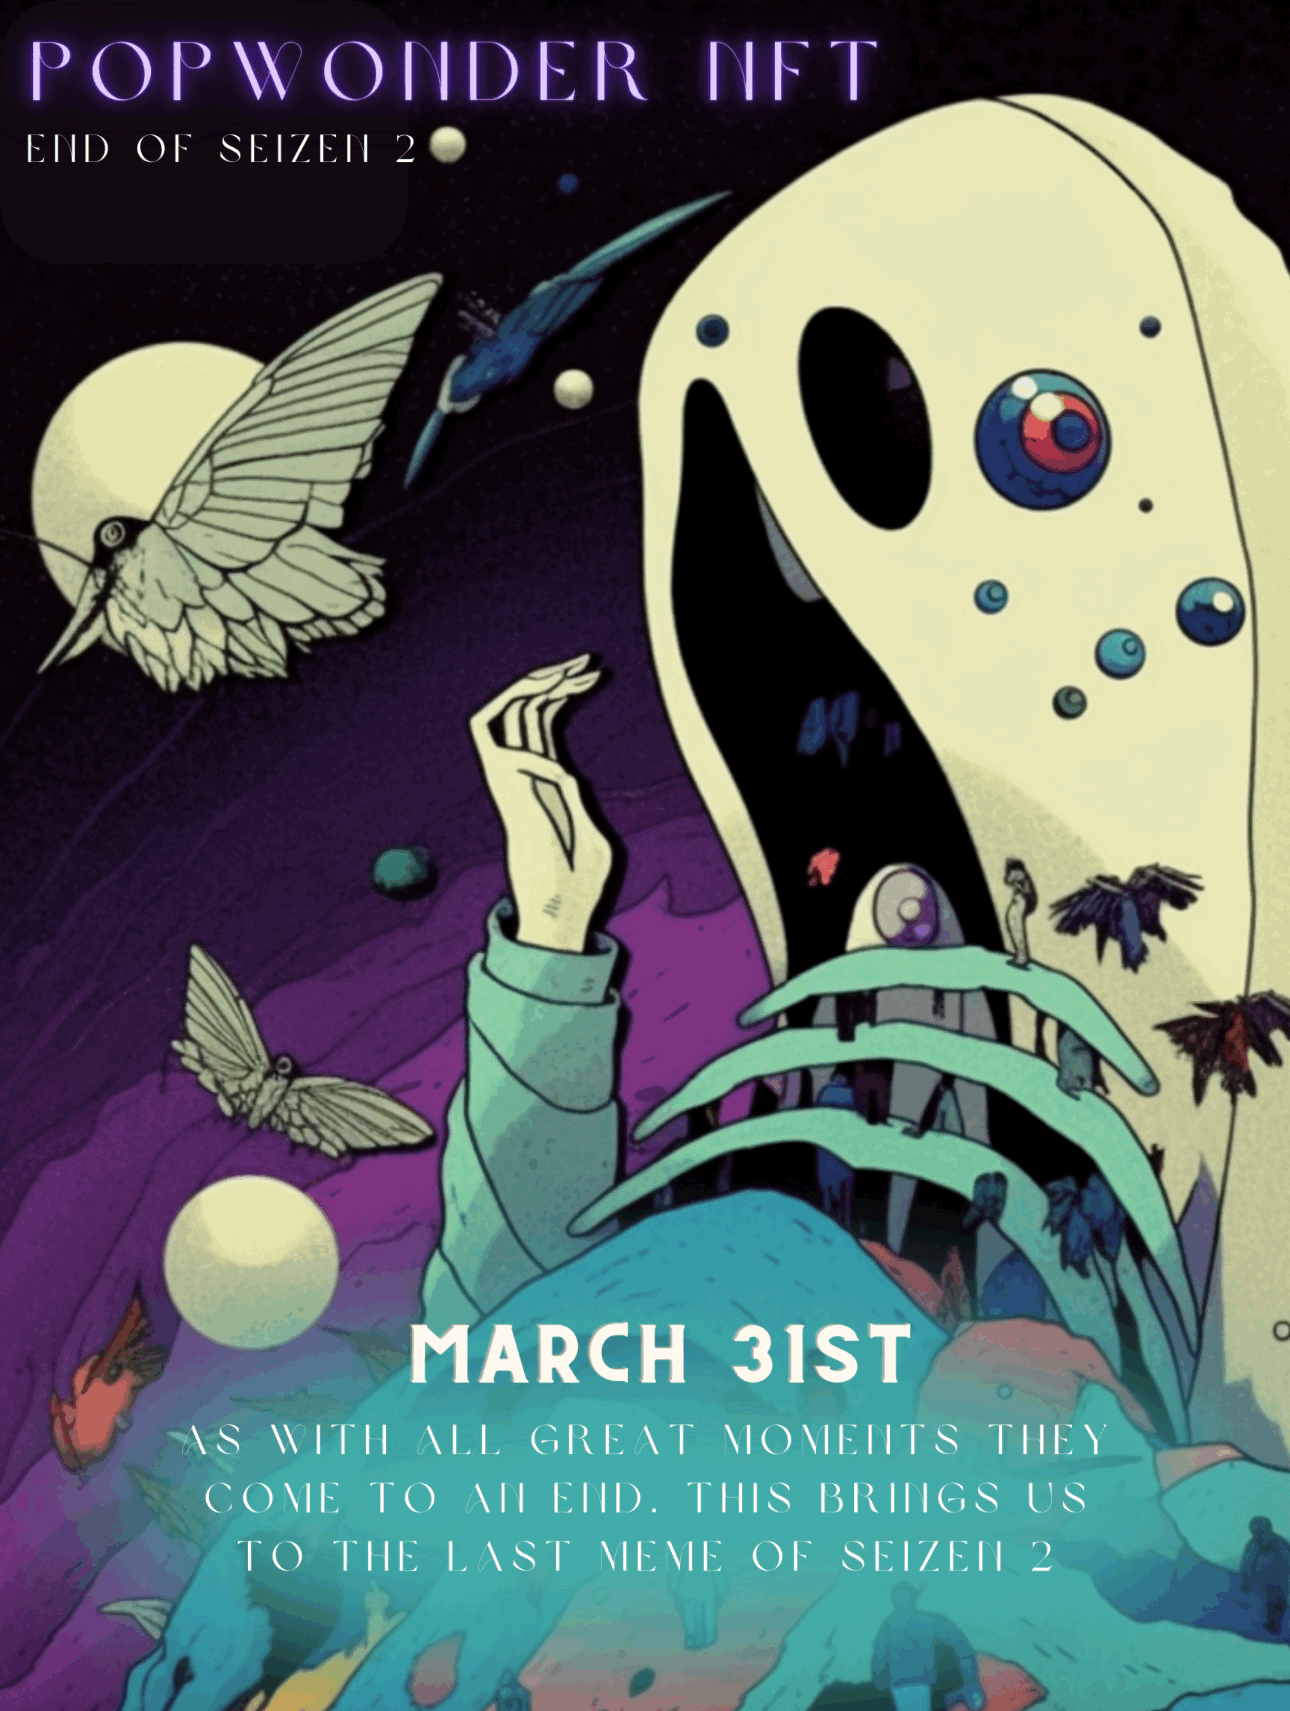 POPWONDER NFT
END OF SEIZEN 2
MARCH 31ST
AS WITH ALL GREAT MOMENTS THEY
COME TO AN END. THIS BRINGS US
TO THE LAST MEME OF SEIZEN 2